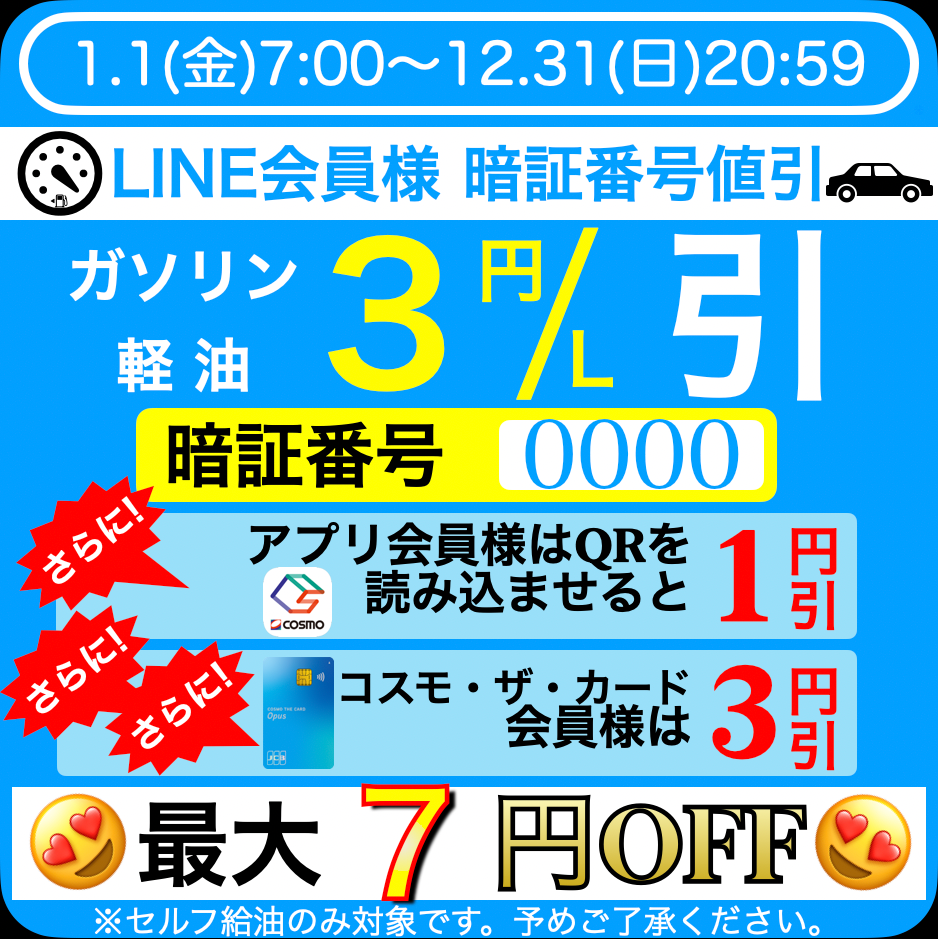 1.1(金)7:00〜12.31(日)20:59
LINE会員様 暗証番号値引
ガソリン
軽 油
3円/L 引
暗証番号 0000
さらに!
アプリ会員様はQRを
読み込ませると
1円引
COSMO
さらに!
さらに!
COSMO THE CARD
Opus
JCB
コスモ・ザ・カード
会員様は
3円引
最大7円OFF
※セルフ給油のみ対象です。予めご了承ください。